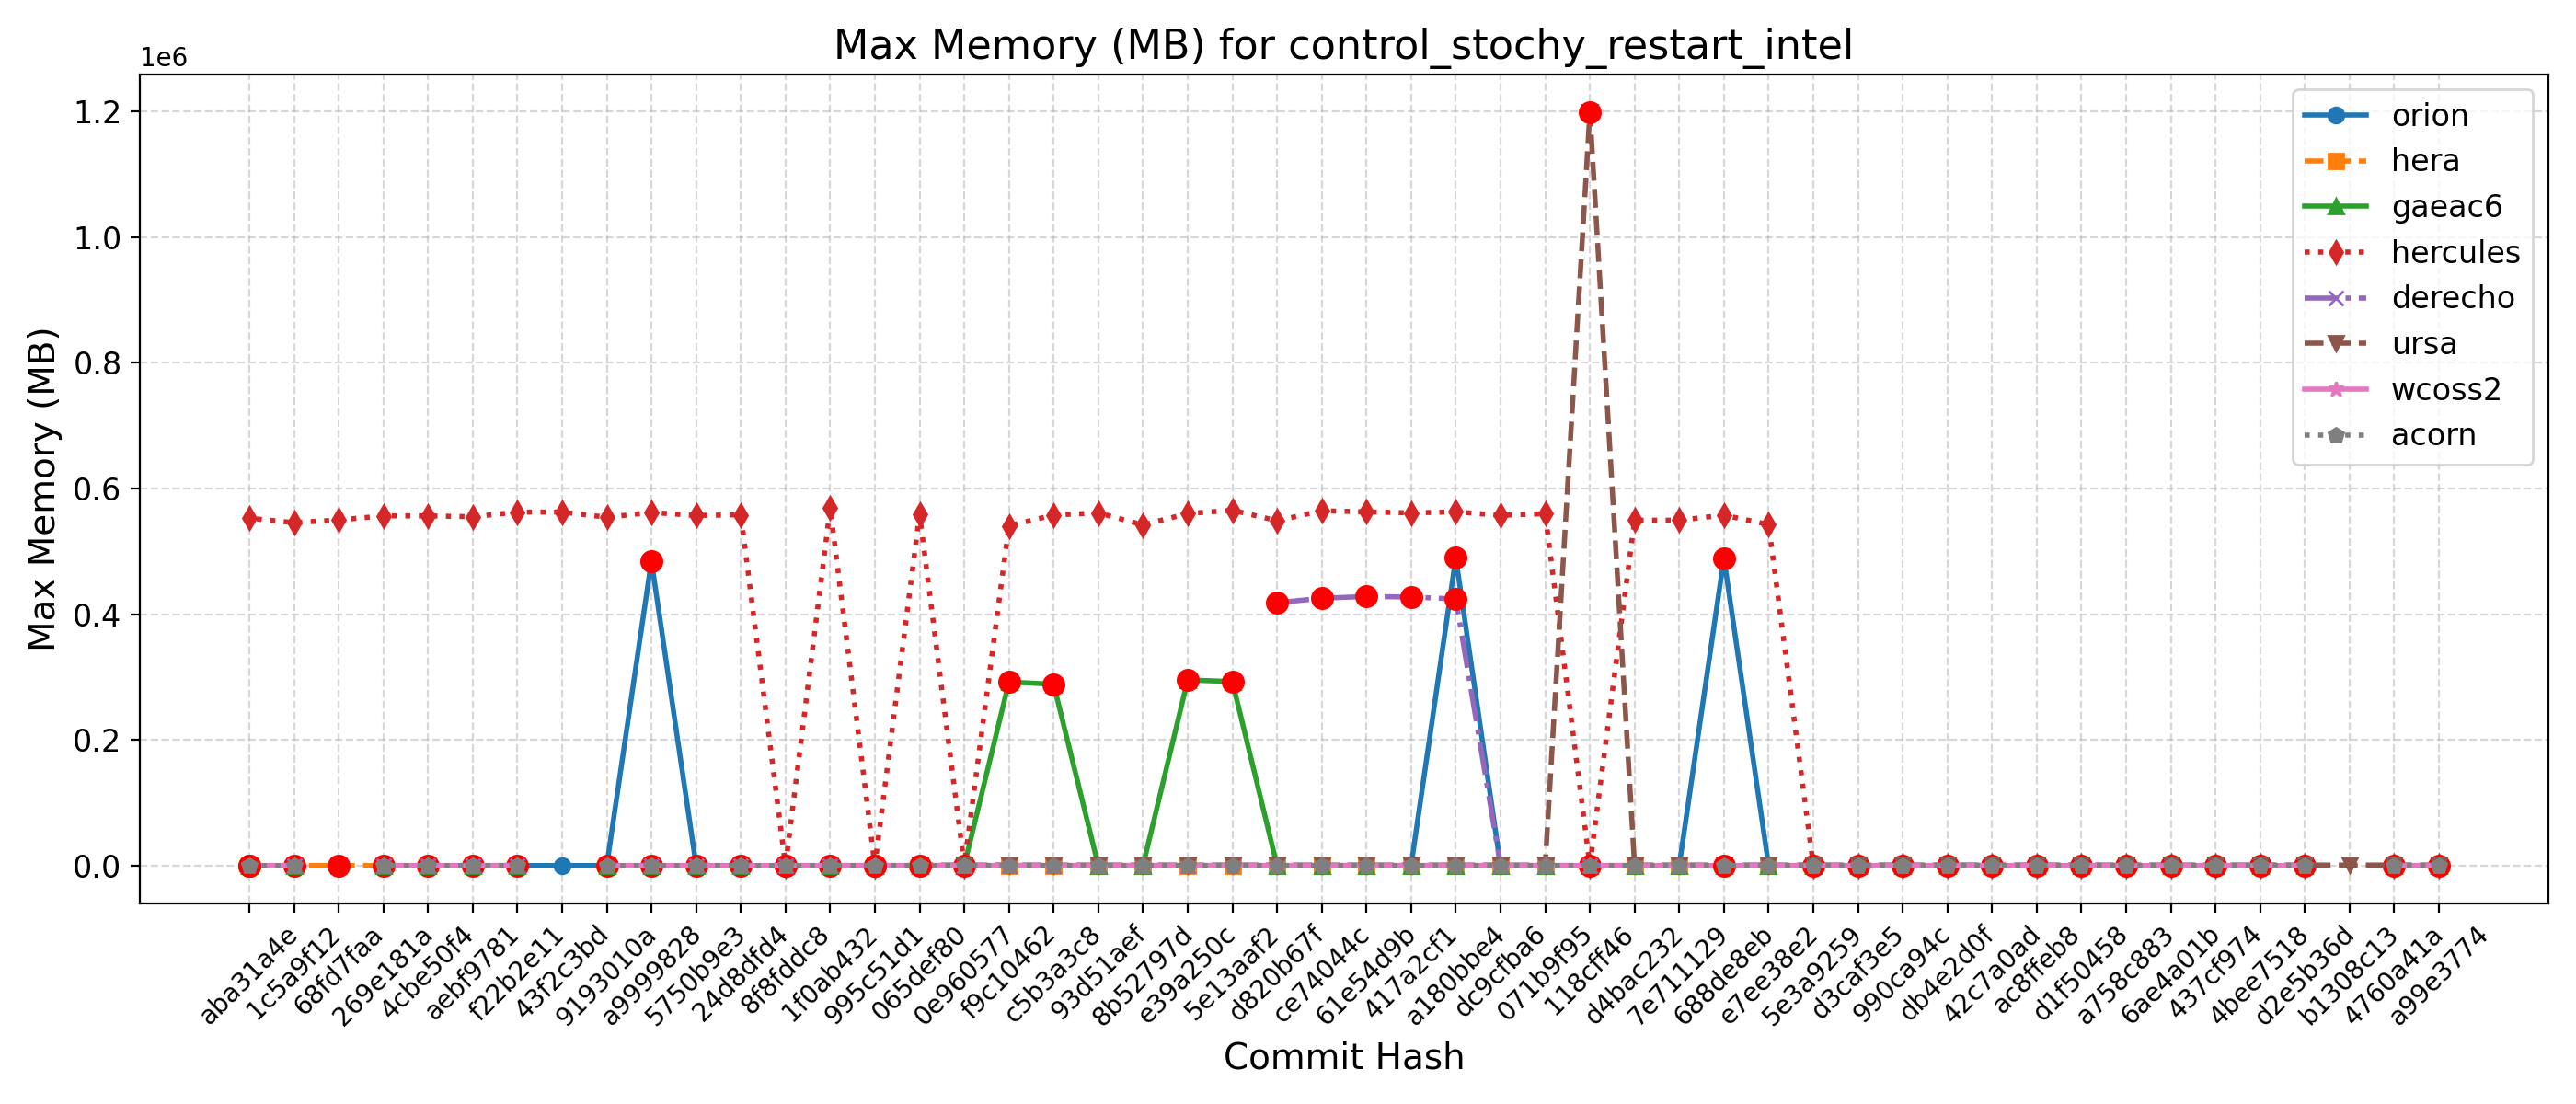 Max Memory (MB) for control_stochy_restart_intel
1e6
1.2
1.0
0.8
0.6
0.4
0.2
0.0
Max Memory (MB)
orion
hera
gaeac6
hercules
derecho
ursa
wcoss2
acorn
aba31a4e
1c5a9f12
68fd7faa
269e181a
4cbe50f4
aebf9781
f22b2e11
43f2c3bd
9193010a
a9999828
5750b9e3
24d8dfd4
8f8fddc8
1f0ab432
995c51d1
065def80
0e960577
f9c10462
c5b3a3c8
93d51aef
8b52797d
e39a250c
5e13aaf2
d820b67f
ce74044c
61e54d9b
417a2cf1
a180bbe4
dc9cfba6
071b9f95
118cff46
d4bac232
7e711129
688de8eb
e7ee38e2
5e3a9259
d3caf3e5
990ca94c
db4e2d0f
42c7a0ad
ac8ffeb8
d1f50458
a758c883
6ae4a01b
437cf974
4bee7518
d2e5b36d
b1308c13
4760a41a
a99e3774
Commit Hash